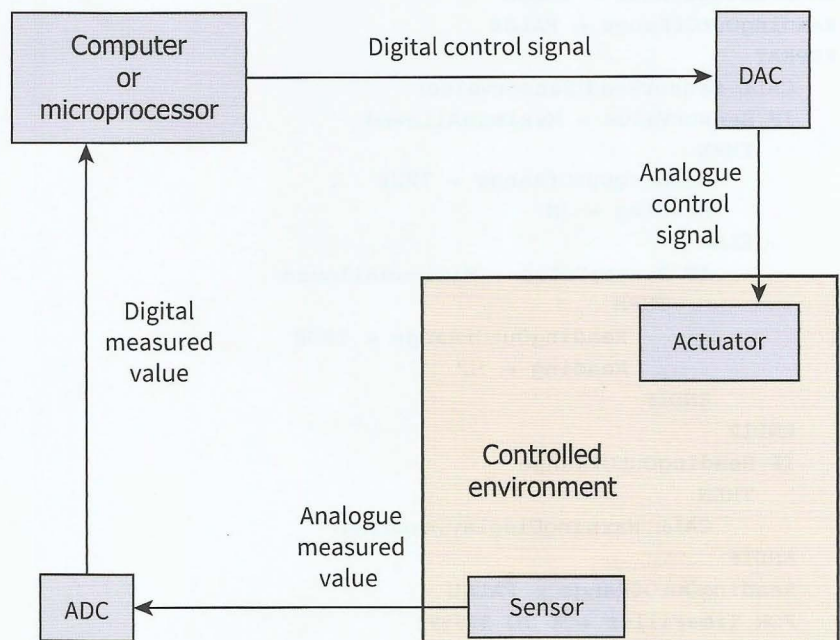 Computer
or
microprocessor
Digital control signal
DAC
Analogue
control
signal
Actuator
Digital
measured
value
Controlled
environment
Analogue
measured
value
ADC
Sensor